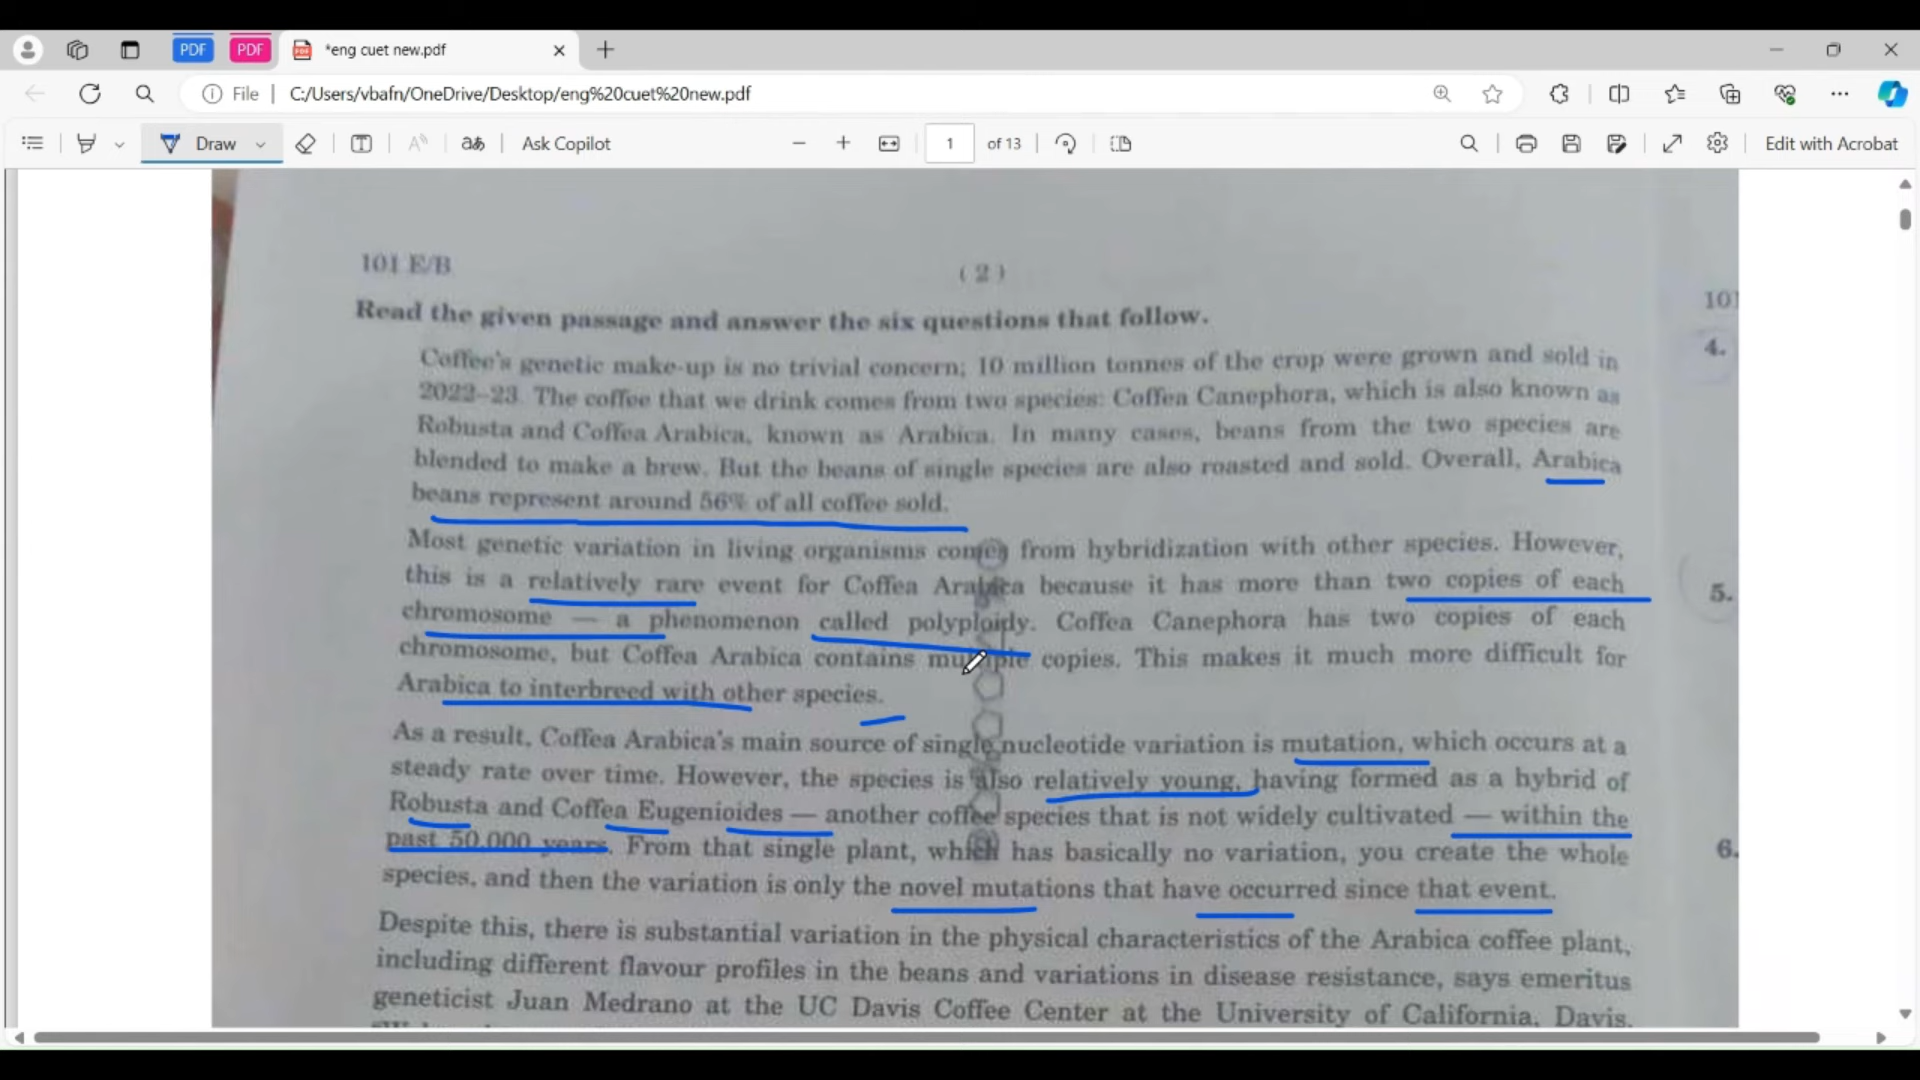 PDF PDF *eng cuet new.pdf
File C:/Users/vbafn/OneDrive/Desktop/eng%20cuet%20new.pdf
Draw Ask Copilot 1 of 13 Edit with Acrobat
101 E/B
( 2 )
101
Read the given passage and answer the six questions that follow.
4.
Coffee's genetic make-up is no trivial concern; 10 million tonnes of the crop were grown and sold in
2022–23. The coffee that we drink comes from two species: Coffea Canephora, which is also known as
Robusta and Coffea Arabica, known as Arabica. In many cases, beans from the two species are
blended to make a brew. But the beans of single species are also roasted and sold. Overall, Arabica
beans represent around 56% of all coffee sold.
Most genetic variation in living organisms comes from hybridization with other species. However,
this is a relatively rare event for Coffea Arabica because it has more than two copies of each
5.
chromosome — a phenomenon called polyploidy. Coffea Canephora has two copies of each
chromosome, but Coffea Arabica contains multiple copies. This makes it much more difficult for
Arabica to interbreed with other species.
As a result, Coffea Arabica's main source of single nucleotide variation is mutation, which occurs at a
steady rate over time. However, the species is also relatively young, having formed as a hybrid of
Robusta and Coffea Eugenioides — another coffee species that is not widely cultivated — within the
past 50,000 years. From that single plant, which has basically no variation, you create the whole
6.
species, and then the variation is only the novel mutations that have occurred since that event.
Despite this, there is substantial variation in the physical characteristics of the Arabica coffee plant,
including different flavour profiles in the beans and variations in disease resistance, says emeritus
geneticist Juan Medrano at the UC Davis Coffee Center at the University of California, Davis.